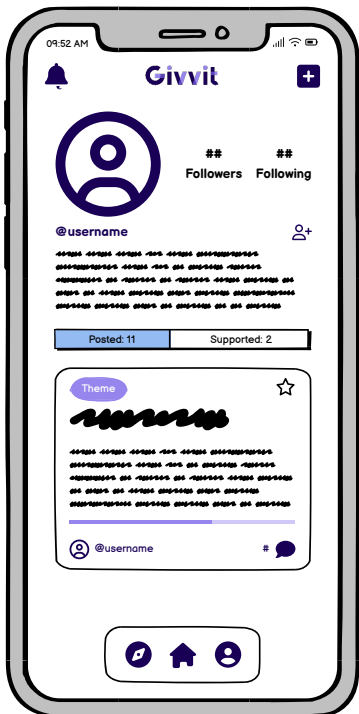 09:52 AM
Givvit
## ##
Followers Following
@username
Posted: 11 Supported: 2
Theme
@username #